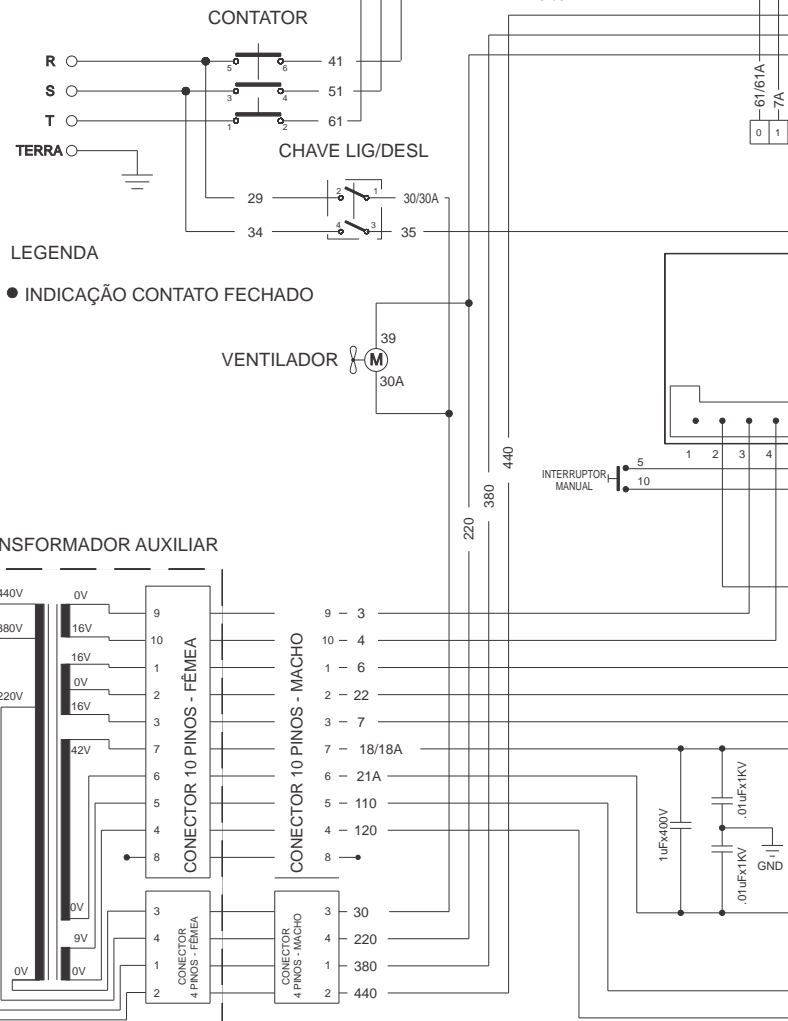 CONTATOR
R
5
6
41
S
3
4
51
T
1
2
61
TERRA
61/61A
7A
0 1
CHAVE LIG/DESL
29
2
1
30/30A
34
4
3
35
LEGENDA
INDICAÇÃO CONTATO FECHADO
39
VENTILADOR
M
30A
1 2 3 4
440
380
220
INTERRUPTOR
MANUAL
5
10
NSFORMADOR AUXILIAR
440V
380V
220V
0V
0V
16V
16V
0V
16V
42V
0V
9V
0V
9
10
1
2
3
7
6
5
4
8
CONECTOR 10 PINOS - FÊMEA
CONECTOR 10 PINOS - MACHO
9 3
10 4
1 6
2 22
3 7
7 18/18A
6 21A
5 110
4 120
8
1uFx400V
.01uFx1KV
.01uFx1KV
GND
3
4
1
2
CONECTOR
4 PINOS - FÊMEA
CONECTOR
4 PINOS - MACHO
3 30
4 220
1 380
2 440